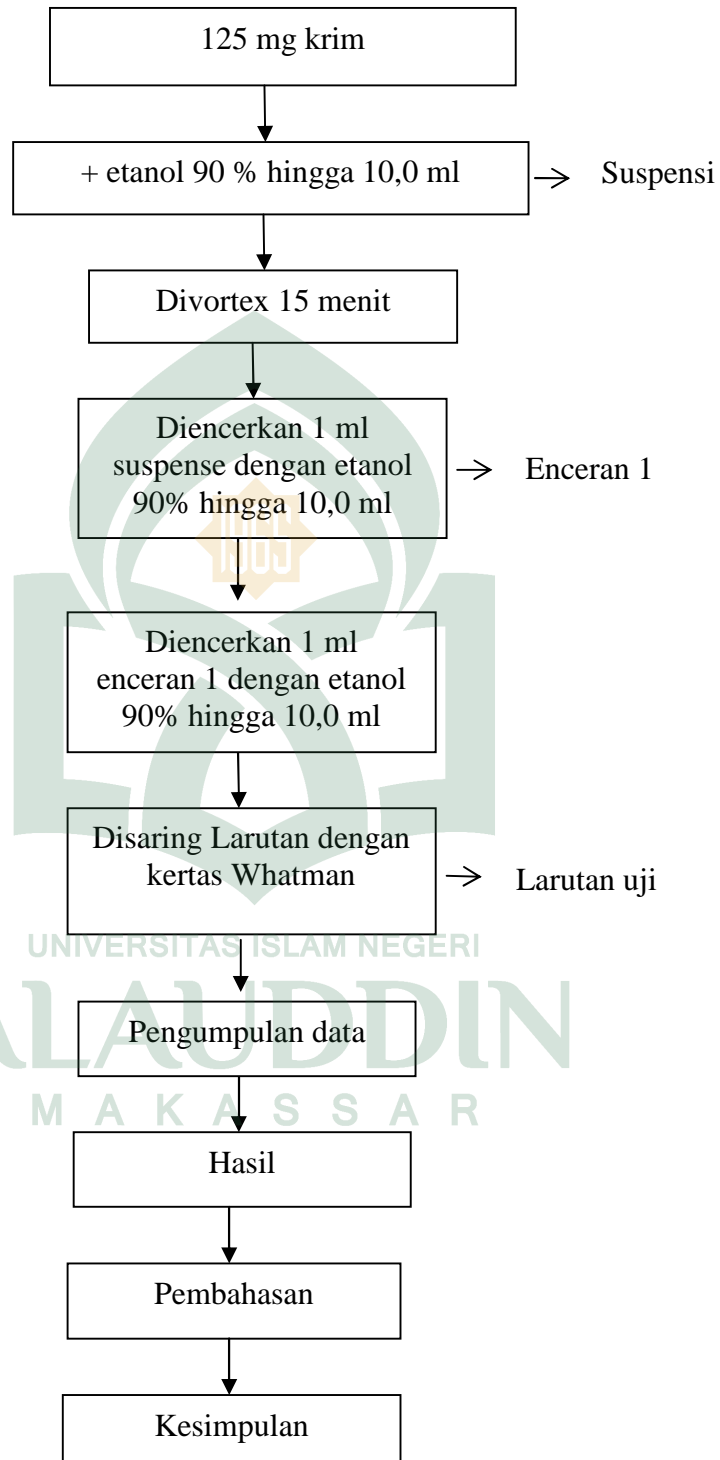 125 mg krim
+ etanol 90 % hingga 10,0 ml
Suspensi
Divortex 15 menit
Diencerkan 1 ml
suspense dengan etanol
90% hingga 10,0 ml
Enceran 1
Diencerkan 1 ml
enceran 1 dengan etanol
90% hingga 10,0 ml
Disaring Larutan dengan
kertas Whatman
Larutan uji
UNIVERSITAS ISLAM NEGERI
ALAUDDIN
MAKASSAR
Pengumpulan data
Hasil
Pembahasan
Kesimpulan